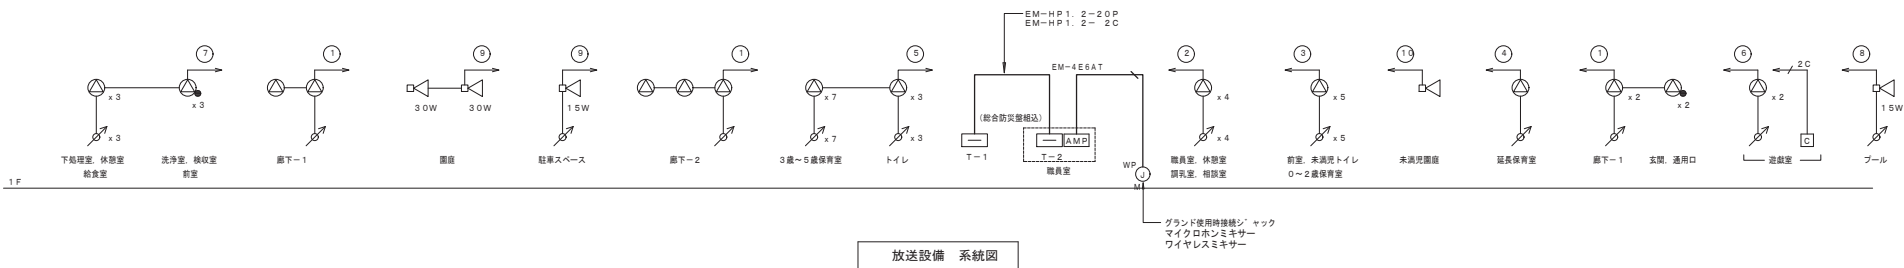 EM-HP1.2-20P
EM-HP1.2- 2C
7
1
9
9
1
5
2
3
10
4
1
6
8
EM-4E6AT
2C
x3
x3
30W
30W
15W
x7
x3
x4
x5
x2
x2
x2
15W
(総合防災盤組込)
x3
x7
x3
AMP
x4
x5
C
下処理室, 休憩室
給食室
洗浄室, 検収室
前室
廊下-1
園庭
駐車スペース
廊下-2
3歳~5歳保育室
トイレ
T-1
T-2
職員室
WP
J
M
職員室, 休憩室
調乳室, 相談室
前室, 未満児トイレ
0~2歳保育室
未満児園庭
延長保育室
廊下-1
玄関, 通用口
遊戯室
プール
1F
グランド使用時接続ジャック
マイクロホンミキサー
ワイヤレスミキサー
放送設備 系統図